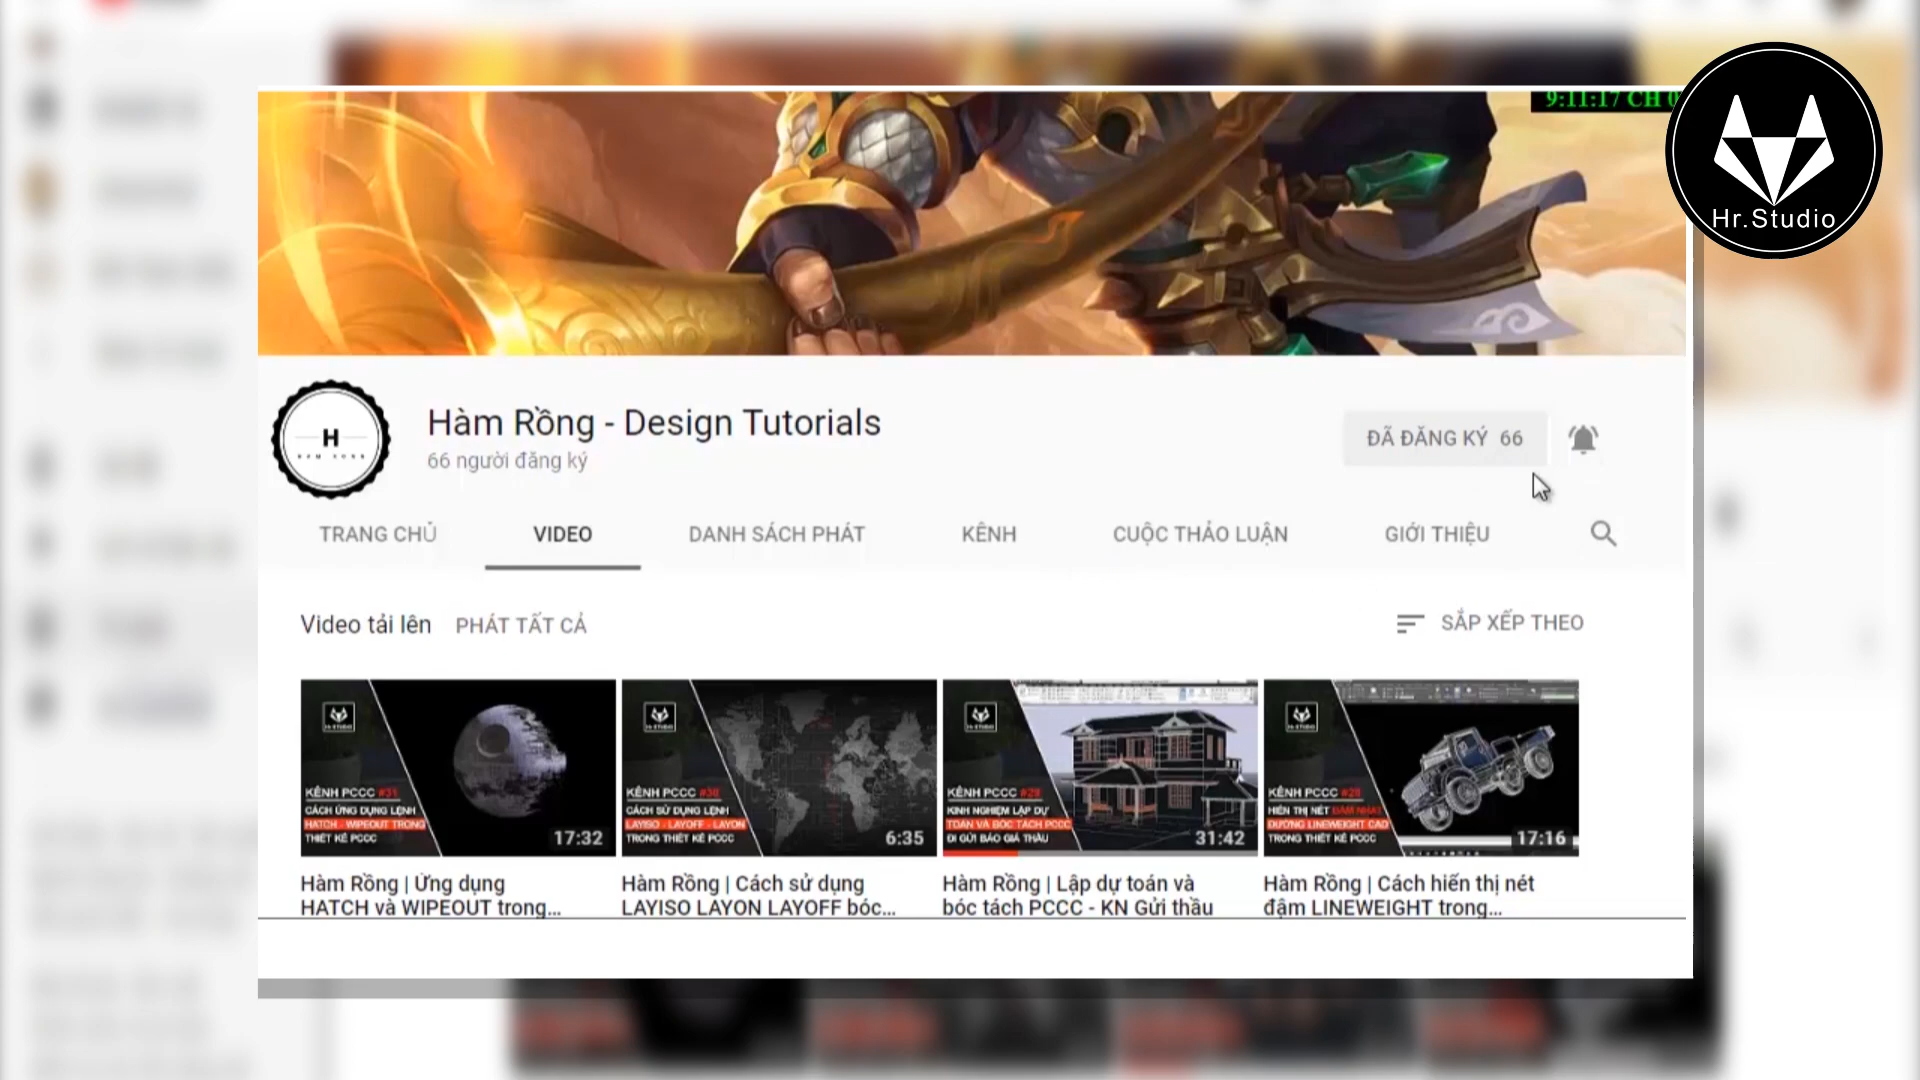 9:11:17 CH 0
Hr.Studio
H
Hàm Rồng - Design Tutorials
66 người đăng ký
ĐÃ ĐĂNG KÝ 66
TRANG CHỦ
VIDEO
DANH SÁCH PHÁT
KÊNH
CUỘC THẢO LUẬN
GIỚI THIỆU
Video tải lên
PHÁT TẤT CẢ
SẮP XẾP THEO
KÊNH PCCC #31
CÁCH ỨNG DỤNG LỆNH
HATCH - WIPEOUT TRONG
THIẾT KẾ PCCC
17:32
KÊNH PCCC #30
CÁCH SỬ DỤNG LỆNH
LAYISO - LAYOFF - LAYON
TRONG THIẾT KẾ PCCC
6:35
KÊNH PCCC #29
KINH NGHIỆM LẬP DỰ
TOÁN VÀ BÓC TÁCH PCCC
ĐI GỬI BÁO GIÁ THẦU
31:42
KÊNH PCCC #28
HIỂN THỊ NÉT ĐẬM NHẠT
ĐƯỜNG LINEWEIGHT CAD
TRONG THIẾT KẾ PCCC
17:16
Hàm Rồng | Ứng dụng
HATCH và WIPEOUT trong...
Hàm Rồng | Cách sử dụng
LAYISO LAYON LAYOFF bóc...
Hàm Rồng | Lập dự toán và
bóc tách PCCC - KN Gửi thầu
Hàm Rồng | Cách hiển thị nét
đậm LINEWEIGHT trong...